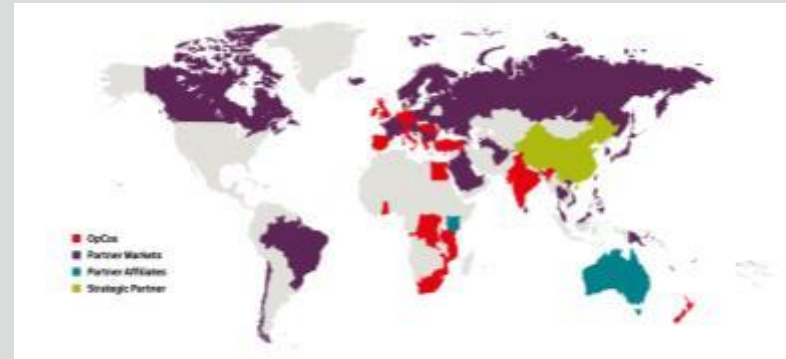 OpCos
Partner Markets
Partner Affiliates
Strategic Partner